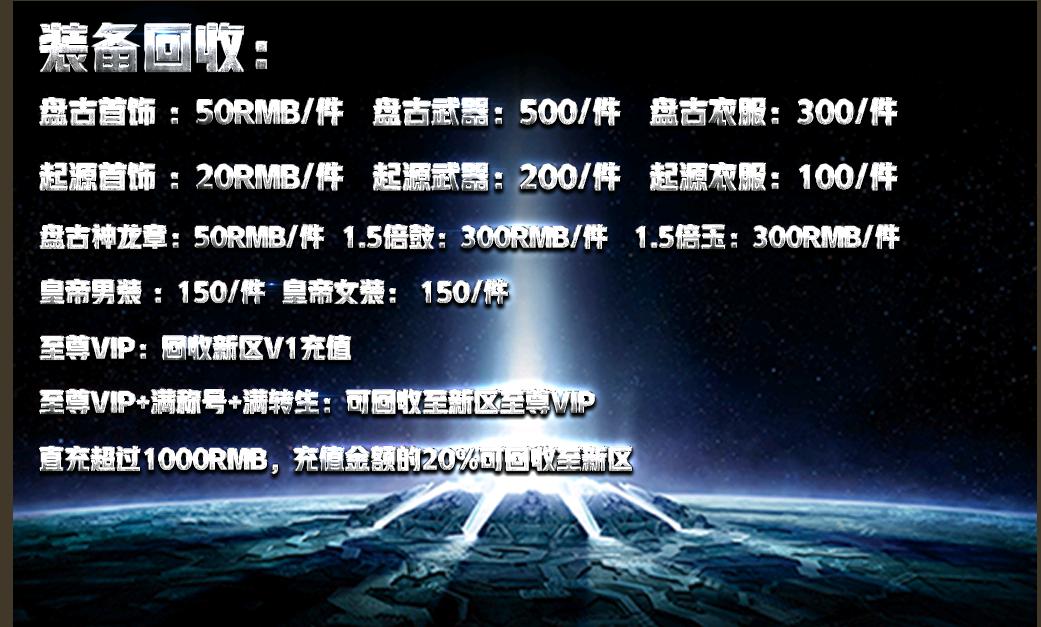 装备回收：
盘古首饰 ：50RMB/件 盘古武器：500/件 盘古衣服：300/件
起源首饰 ：20RMB/件 起源武器：200/件 起源衣服：100/件
盘古神龙章：50RMB/件 1.5倍鼓：300RMB/件 1.5倍玉：300RMB/件
皇帝男装 ：150/件 皇帝女装： 150/件
至尊VIP：回收新区V1充值
至尊VIP+满称号+满转生：可回收至新区至尊VIP
直充超过1000RMB，充值金额的20%可回收至新区